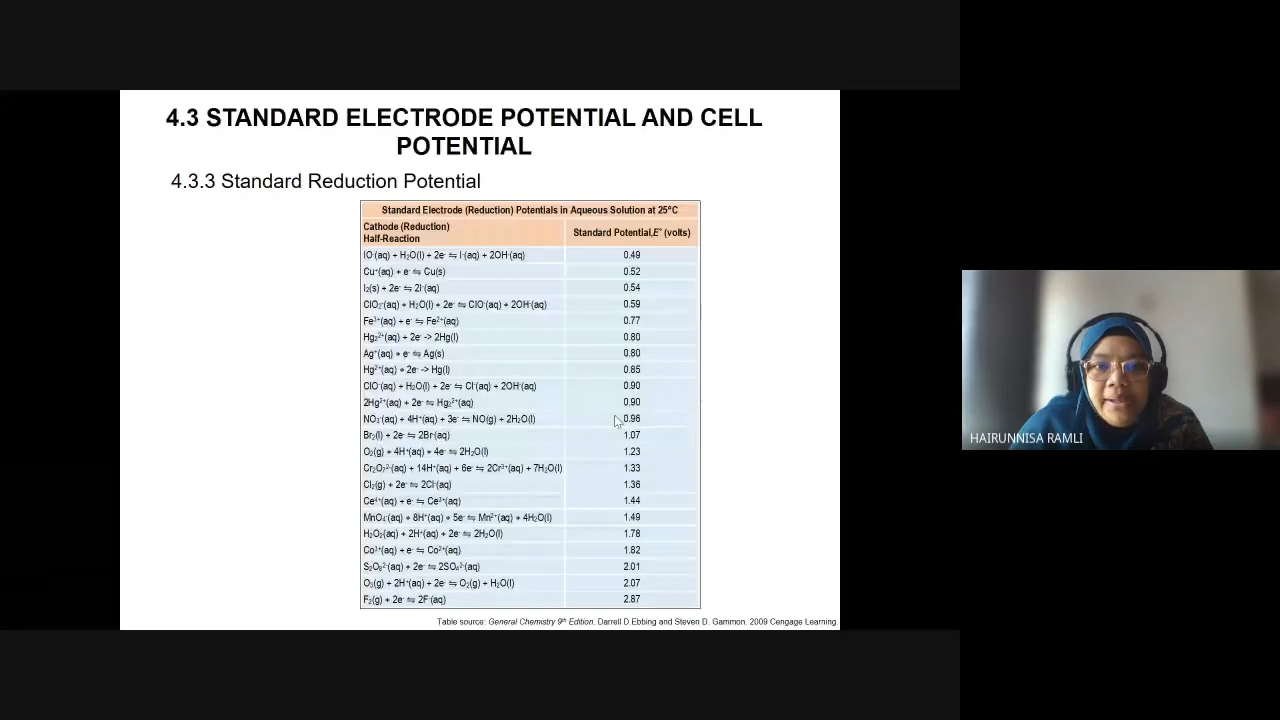 4.3 STANDARD ELECTRODE POTENTIAL AND CELL
POTENTIAL
4.3.3 Standard Reduction Potential
Standard Electrode (Reduction) Potentials in Aqueous Solution at 25°C
Cathode (Reduction)
Half-Reaction
Standard Potential,E° (volts)
IO⁻(aq) + H₂O(l) + 2e⁻ ⇋ I⁻(aq) + 2OH⁻(aq) 0.49
Cu⁺(aq) + e⁻ ⇋ Cu(s) 0.52
I₂(s) + 2e⁻ ⇋ 2I⁻(aq) 0.54
ClO₂⁻(aq) + H₂O(l) + 2e⁻ ⇋ ClO⁻(aq) + 2OH⁻(aq) 0.59
Fe³⁺(aq) + e⁻ ⇋ Fe²⁺(aq) 0.77
Hg₂²⁺(aq) + 2e⁻ -> 2Hg(l) 0.80
Ag⁺(aq) + e⁻ ⇋ Ag(s) 0.80
Hg²⁺(aq) + 2e⁻ -> Hg(l) 0.85
ClO⁻(aq) + H₂O(l) + 2e⁻ ⇋ Cl⁻(aq) + 2OH⁻(aq) 0.90
2Hg²⁺(aq) + 2e⁻ ⇋ Hg₂²⁺(aq) 0.90
NO₃⁻(aq) + 4H⁺(aq) + 3e⁻ ⇋ NO(g) + 2H₂O(l) 0.96
Br₂(l) + 2e⁻ ⇋ 2Br⁻(aq) 1.07
O₂(g) + 4H⁺(aq) + 4e⁻ ⇋ 2H₂O(l) 1.23
Cr₂O₇²⁻(aq) + 14H⁺(aq) + 6e⁻ ⇋ 2Cr³⁺(aq) + 7H₂O(l) 1.33
Cl₂(g) + 2e⁻ ⇋ 2Cl⁻(aq) 1.36
Ce⁴⁺(aq) + e⁻ ⇋ Ce³⁺(aq) 1.44
MnO₄⁻(aq) + 8H⁺(aq) + 5e⁻ ⇋ Mn²⁺(aq) + 4H₂O(l) 1.49
H₂O₂(aq) + 2H⁺(aq) + 2e⁻ ⇋ 2H₂O(l) 1.78
Co³⁺(aq) + e⁻ ⇋ Co²⁺(aq) 1.82
S₂O₈²⁻(aq) + 2e⁻ ⇋ 2SO₄²⁻(aq) 2.01
O₃(g) + 2H⁺(aq) + 2e⁻ ⇋ O₂(g) + H₂O(l) 2.07
F₂(g) + 2e⁻ ⇋ 2F⁻(aq) 2.87
Table source: General Chemistry 9th Edition. Darrell D.Ebbing and Steven D. Gammon. 2009 Cengage Learning.
HAIRUNNISA RAMLI